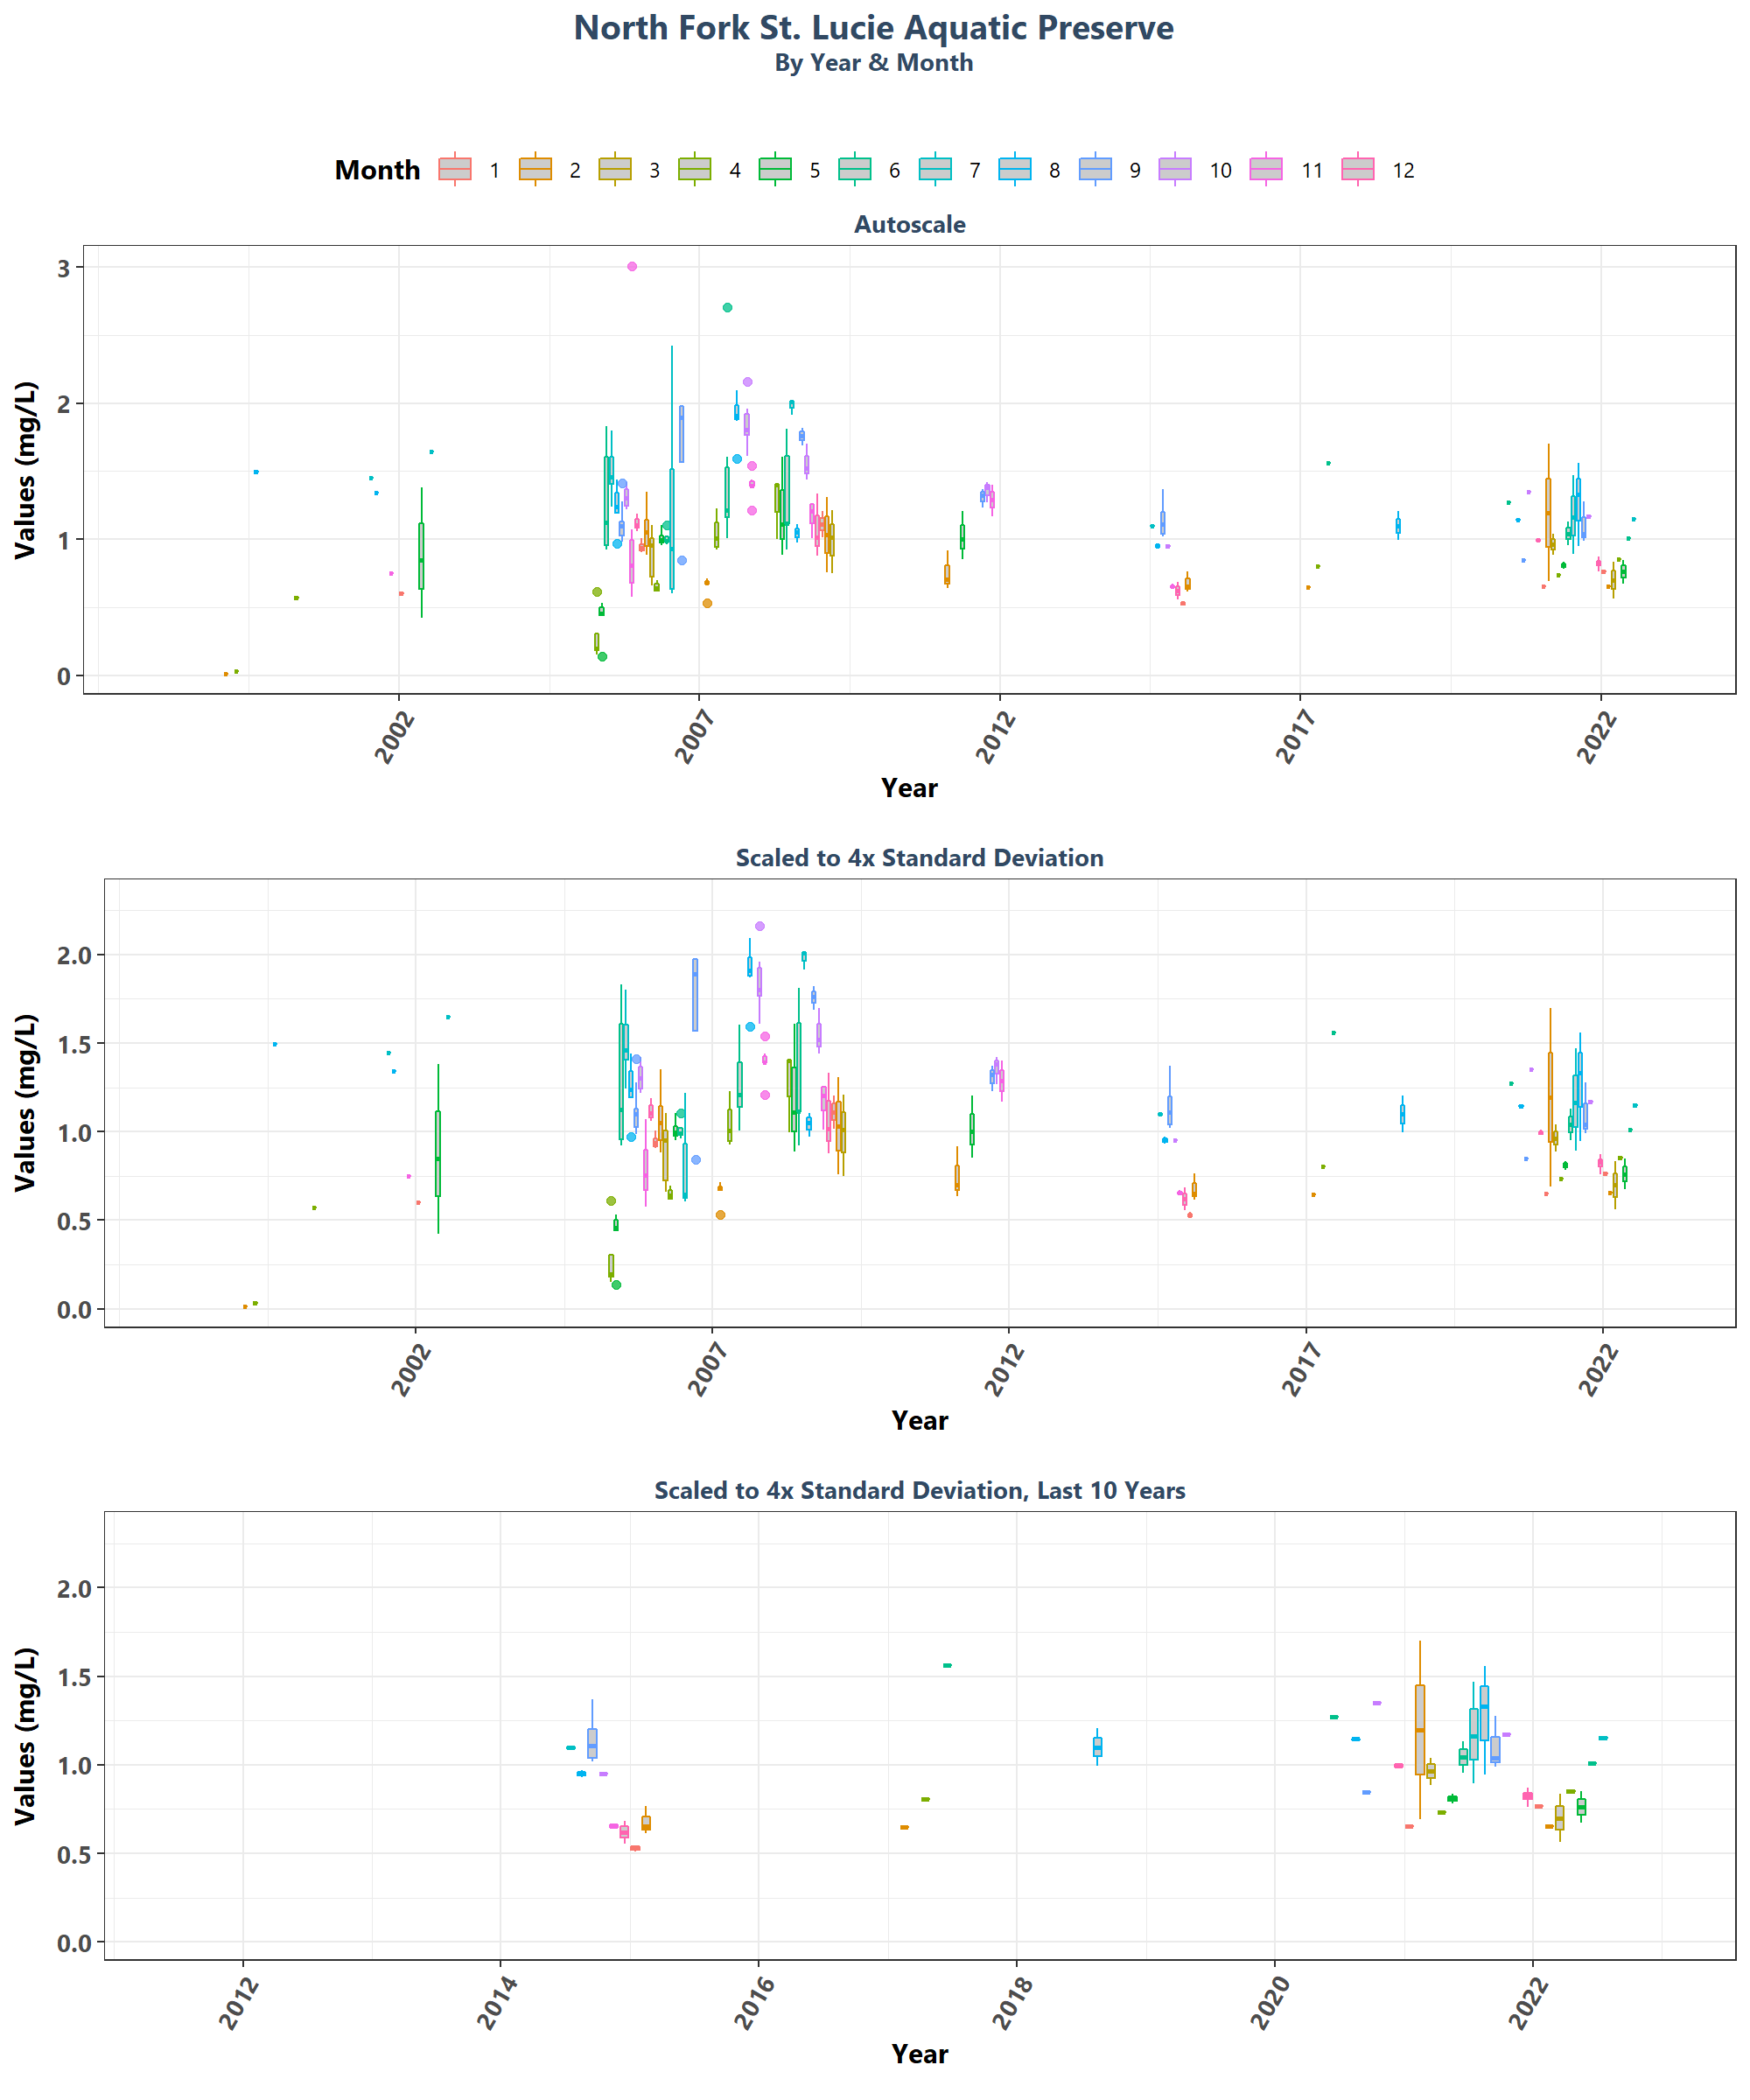 North Fork St. Lucie Aquatic Preserve
By Year & Month
Month 1 2 3 4 5 6 7 8 9 10 11 12
Autoscale
Values (mg/L)
3
2
1
0
2002 2007 2012 2017 2022
Year
Scaled to 4x Standard Deviation
Values (mg/L)
2.0
1.5
1.0
0.5
0.0
2002 2007 2012 2017 2022
Year
Scaled to 4x Standard Deviation, Last 10 Years
Values (mg/L)
2.0
1.5
1.0
0.5
0.0
2012 2014 2016 2018 2020 2022
Year